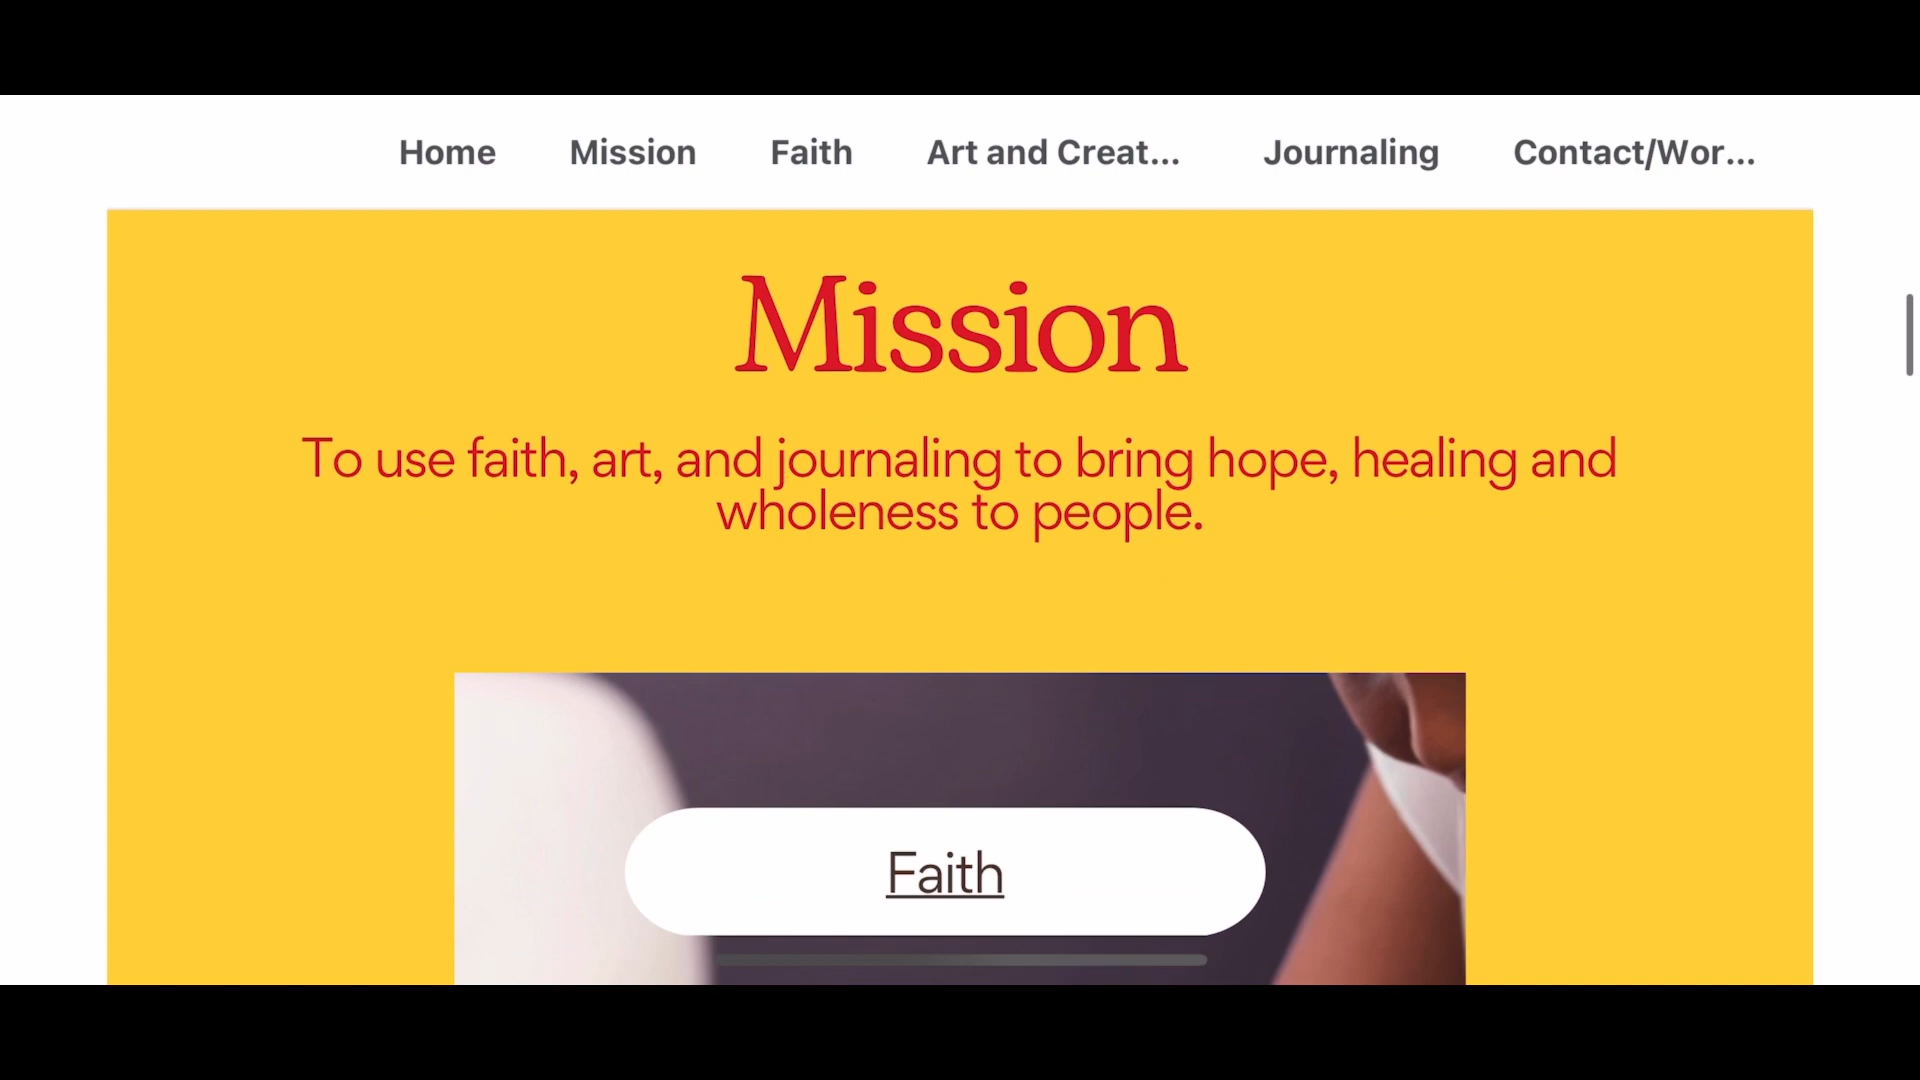 Home Mission Faith Art and Creat... Journaling Contact/Wor...
Mission
To use faith, art, and journaling to bring hope, healing and
wholeness to people.
Faith